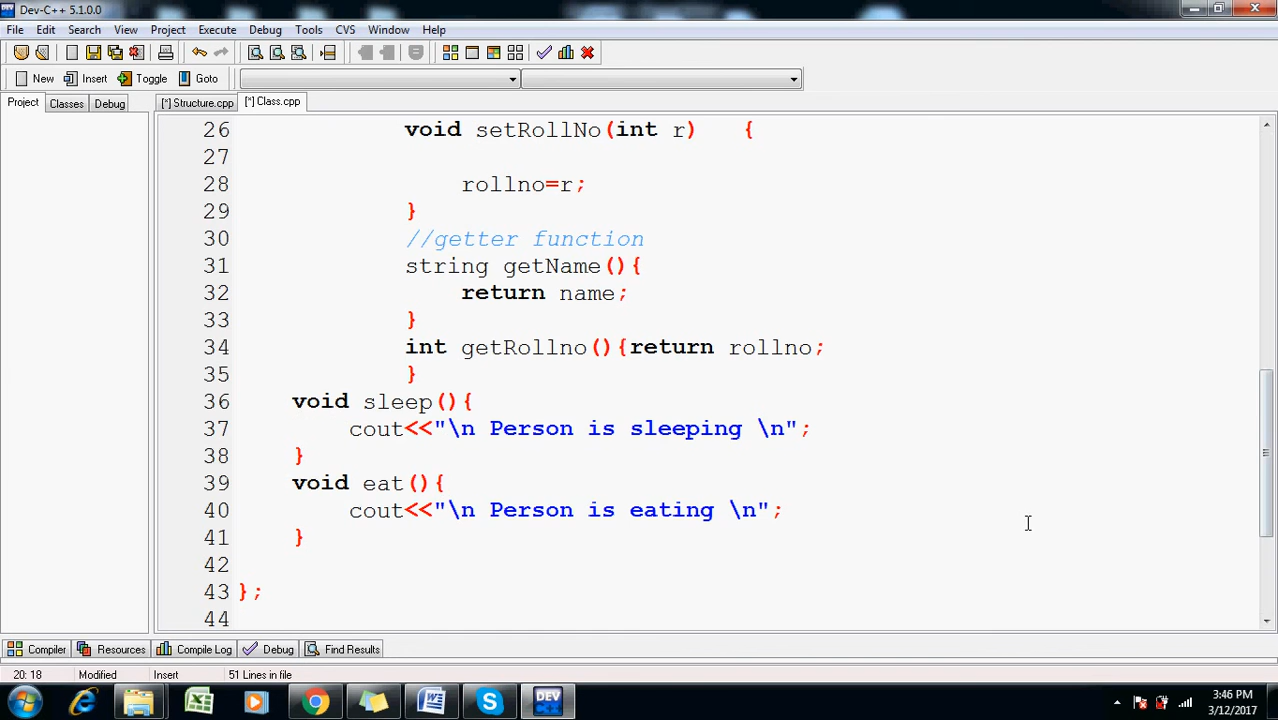 Dev-C++ 5.1.0.0
File Edit Search View Project Execute Debug Tools CVS Window Help
New Insert Toggle Goto
Project Classes Debug [*] Structure.cpp [*] Class.cpp
26 void setRollNo(int r) {
27
28 rollno=r;
29 }
30 //getter function
31 string getName(){
32 return name;
33 }
34 int getRollno(){return rollno;
35 }
36 void sleep(){
37 cout<<"\n Person is sleeping \n";
38 }
39 void eat(){
40 cout<<"\n Person is eating \n";
41 }
42
43 };
44
Compiler Resources Compile Log Debug Find Results
20: 18 Modified Insert 51 Lines in file
3:46 PM
3/12/2017